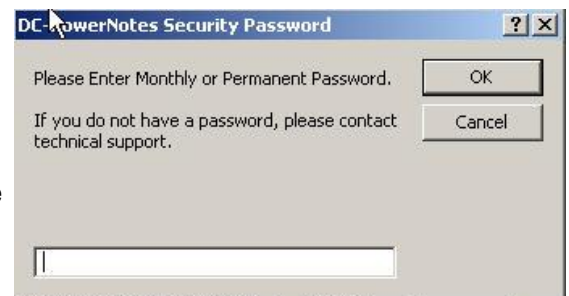 DC-PowerNotes Security Password
Please Enter Monthly or Permanent Password.
OK
If you do not have a password, please contact
technical support.
Cancel
e